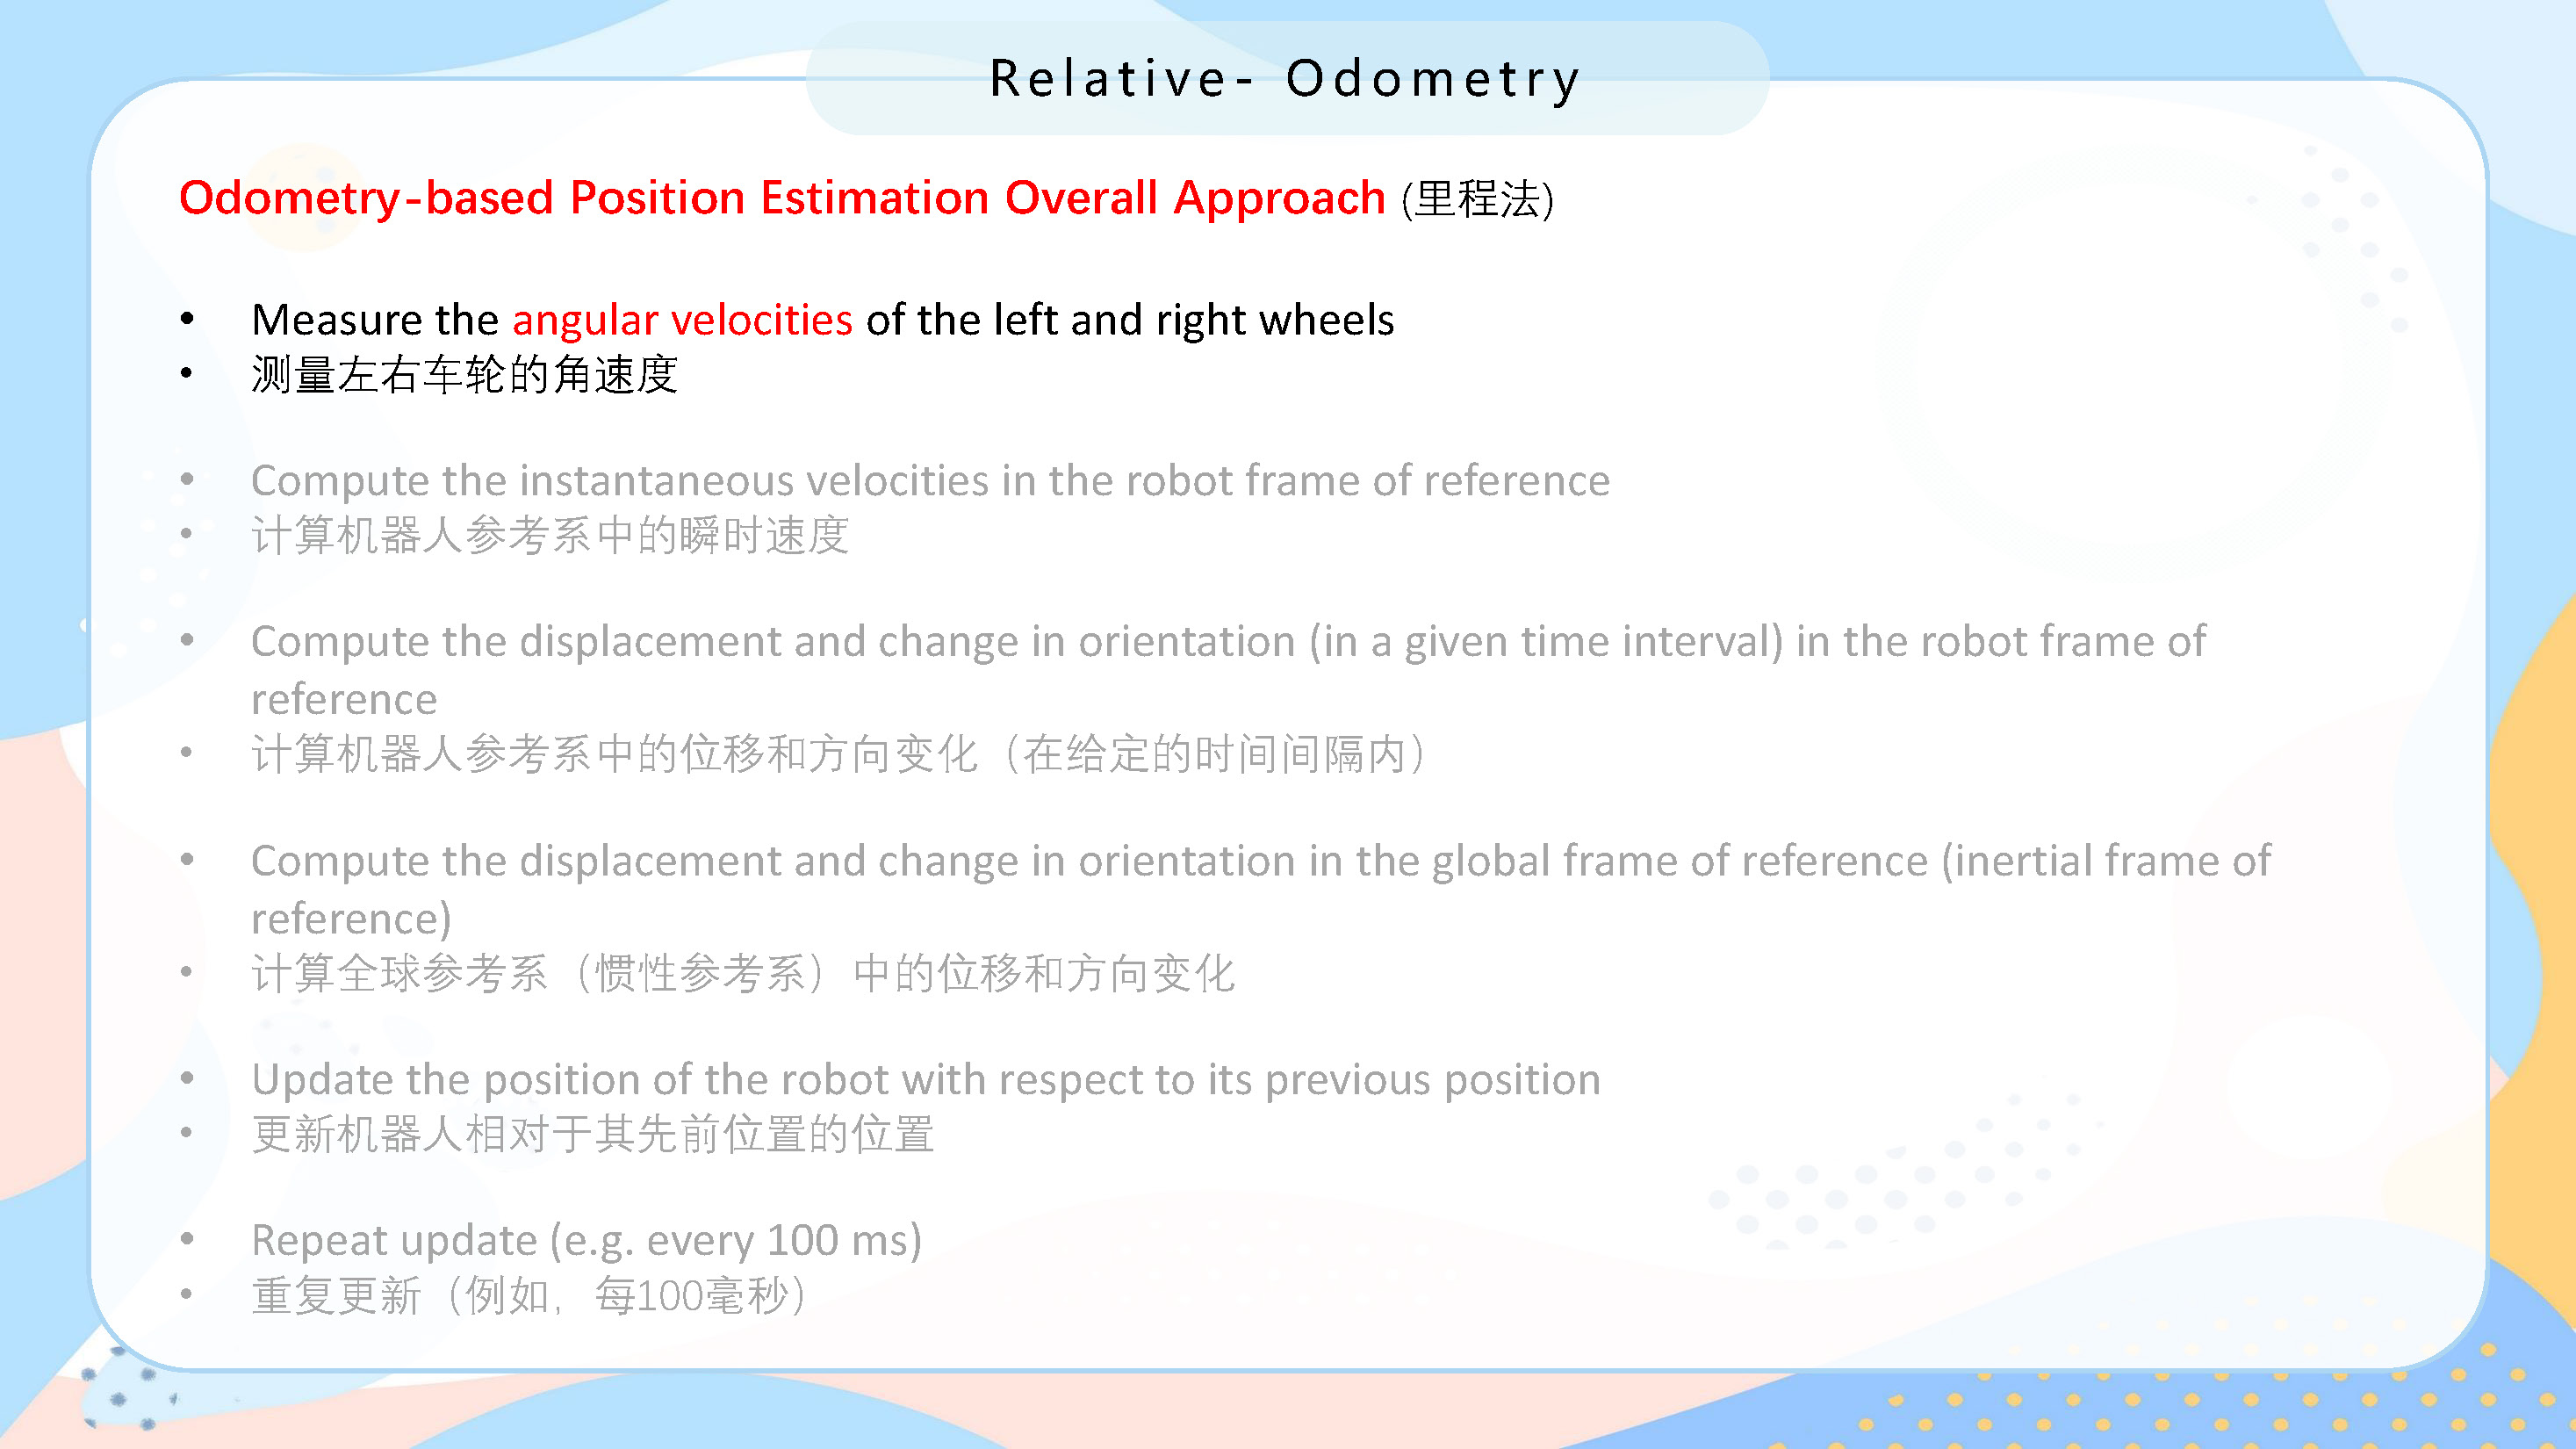 Relative- Odometry
Odometry-based Position Estimation Overall Approach (里程法)
• Measure the angular velocities of the left and right wheels
• 测量左右车轮的角速度
• Compute the instantaneous velocities in the robot frame of reference
• 计算机器人参考系中的瞬时速度
• Compute the displacement and change in orientation (in a given time interval) in the robot frame of
reference
• 计算机器人参考系中的位移和方向变化（在给定的时间间隔内）
• Compute the displacement and change in orientation in the global frame of reference (inertial frame of
reference)
• 计算全球参考系（惯性参考系）中的位移和方向变化
• Update the position of the robot with respect to its previous position
• 更新机器人相对于其先前位置的位置
• Repeat update (e.g. every 100 ms)
• 重复更新（例如，每100毫秒）